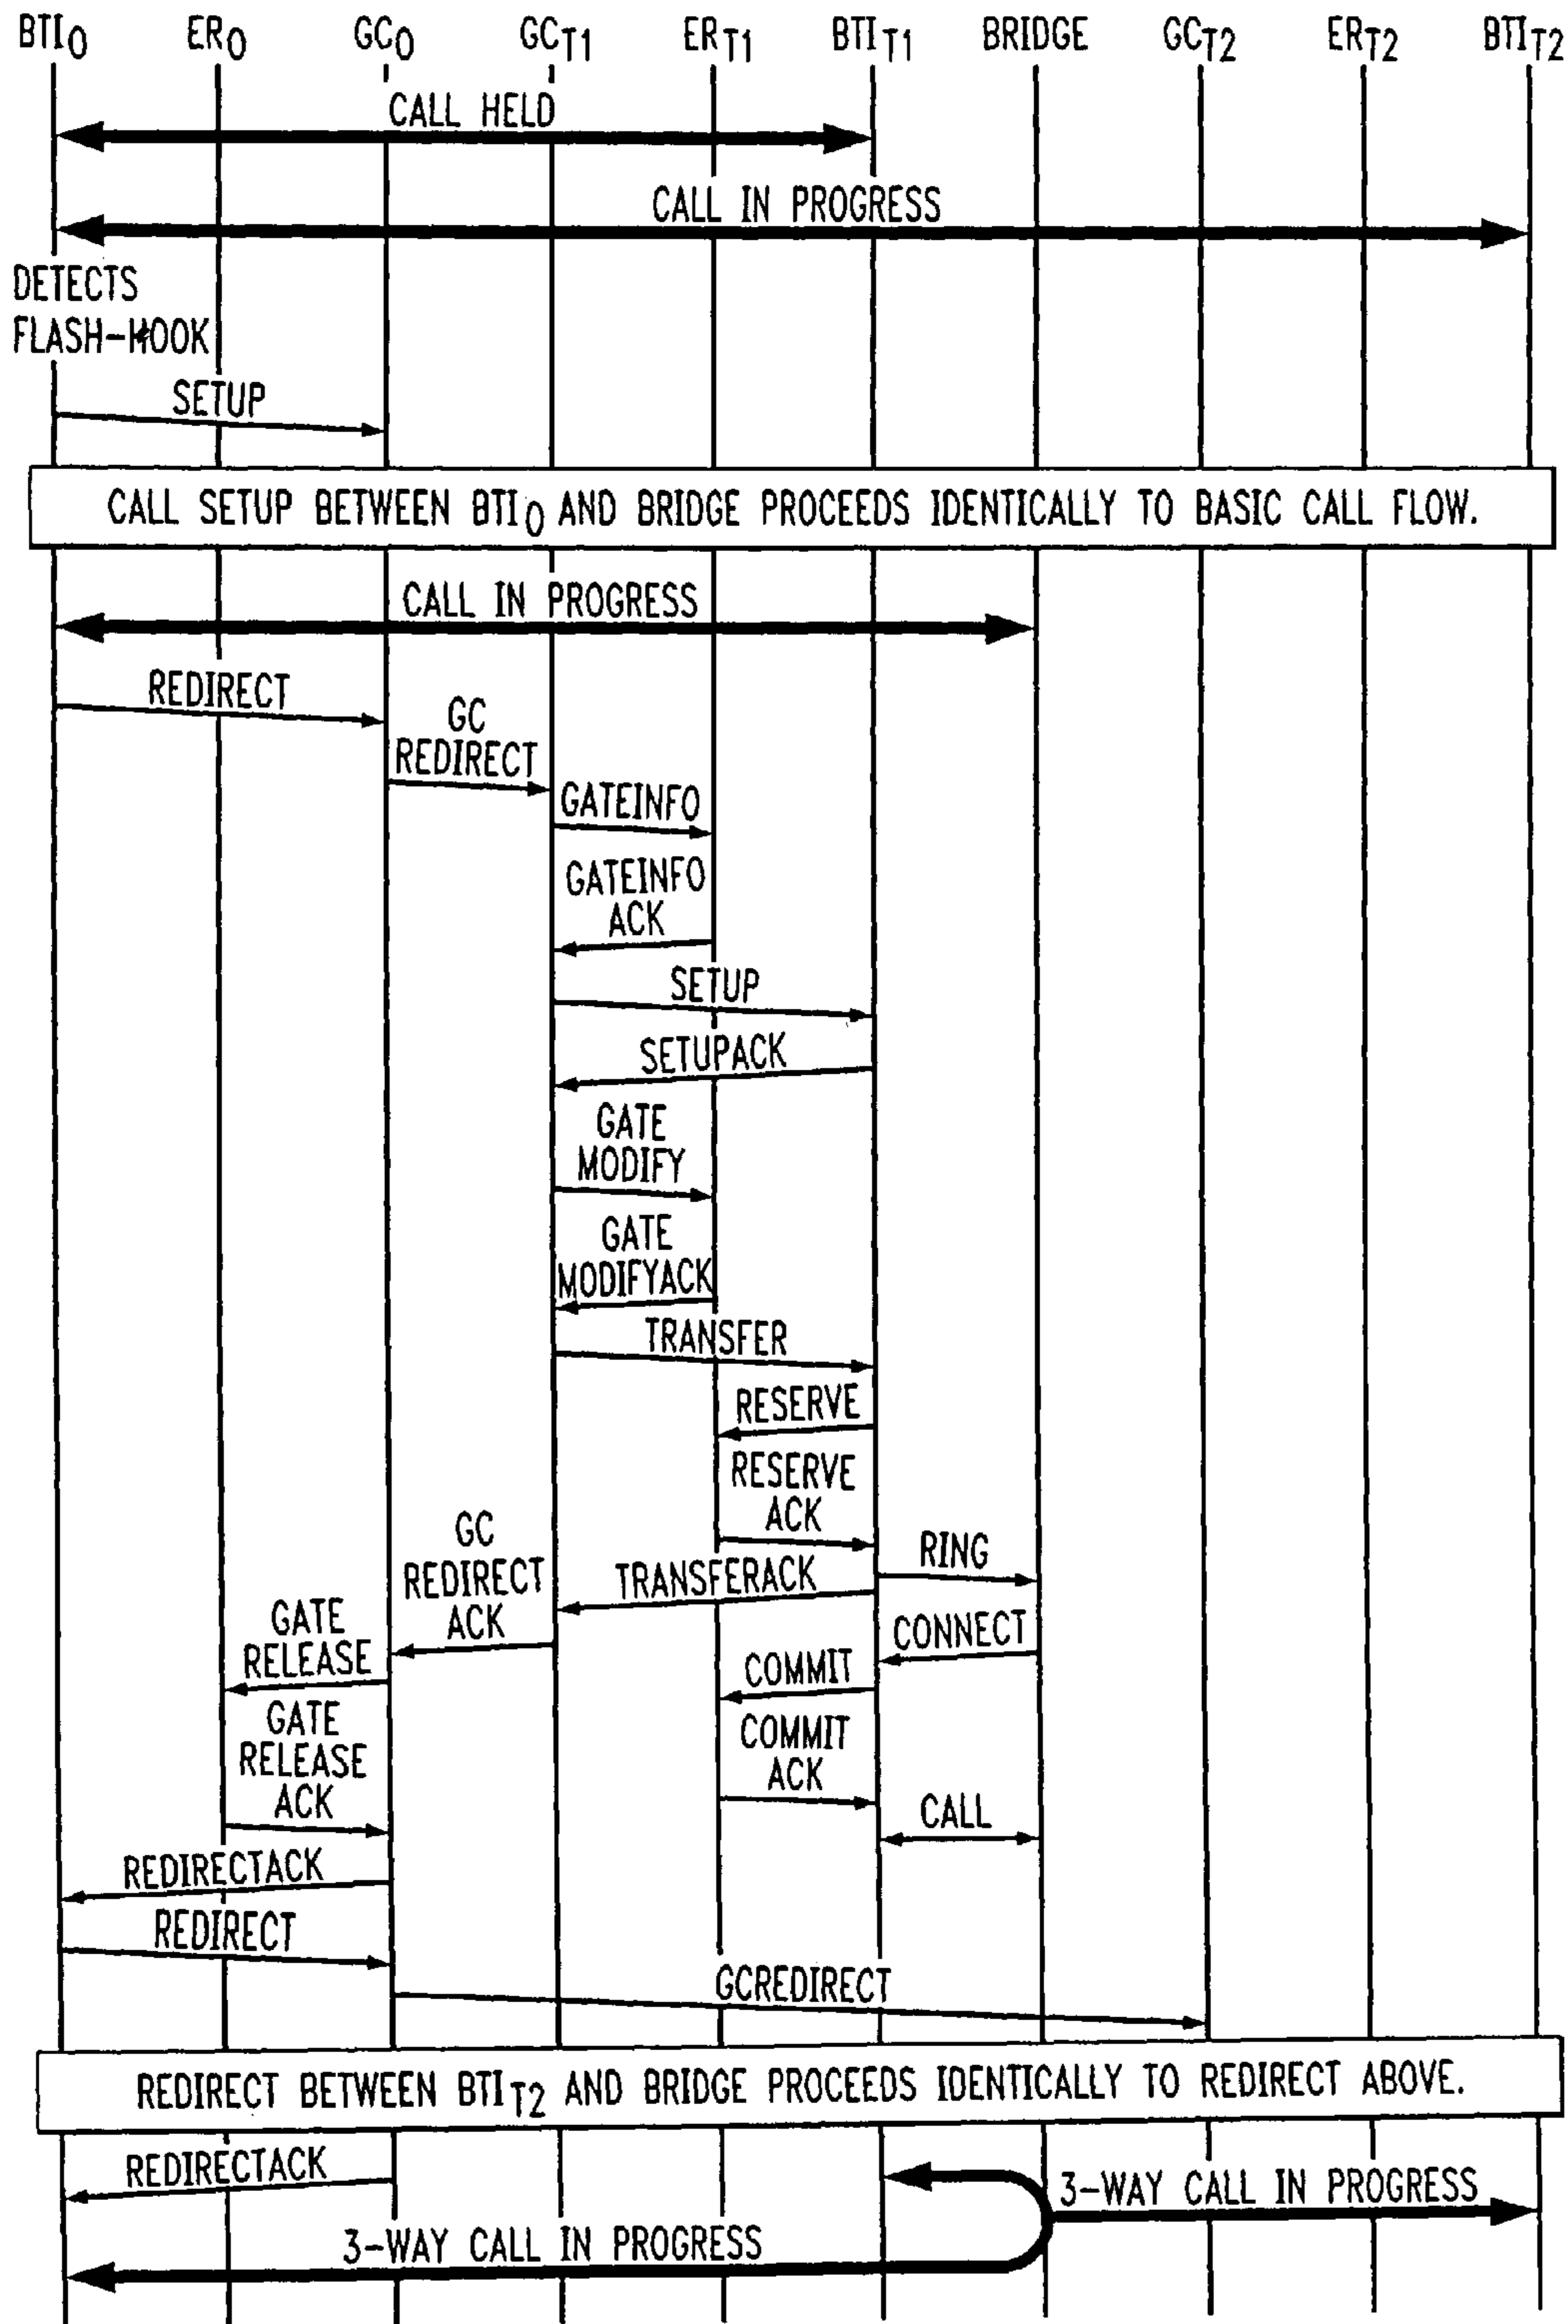 BTIO ERO GCO GCT1 ERT1 BTIT1 BRIDGE GCT2 ERT2 BTIT2
CALL HELD
CALL IN PROGRESS
DETECTS
FLASH-HOOK
SETUP
CALL SETUP BETWEEN BTIO AND BRIDGE PROCEEDS IDENTICALLY TO BASIC CALL FLOW.
CALL IN PROGRESS
REDIRECT
GC
REDIRECT
GATEINFO
GATEINFO
ACK
SETUP
SETUPACK
GATE
MODIFY
GATE
MODIFYACK
TRANSFER
RESERVE
RESERVE
ACK
RING
TRANSFERACK
GC
REDIRECT
ACK
CONNECT
GATE
RELEASE
COMMIT
GATE
RELEASE
ACK
COMMIT
ACK
CALL
REDIRECTACK
REDIRECT
GCREDIRECT
REDIRECT BETWEEN BTIT2 AND BRIDGE PROCEEDS IDENTICALLY TO REDIRECT ABOVE.
REDIRECTACK
3-WAY CALL IN PROGRESS
3-WAY CALL IN PROGRESS